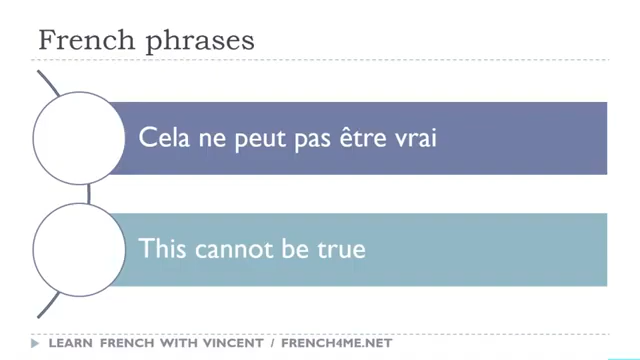 French phrases
Cela ne peut pas être vrai
This cannot be true
LEARN FRENCH WITH VINCENT / FRENCH4ME.NET